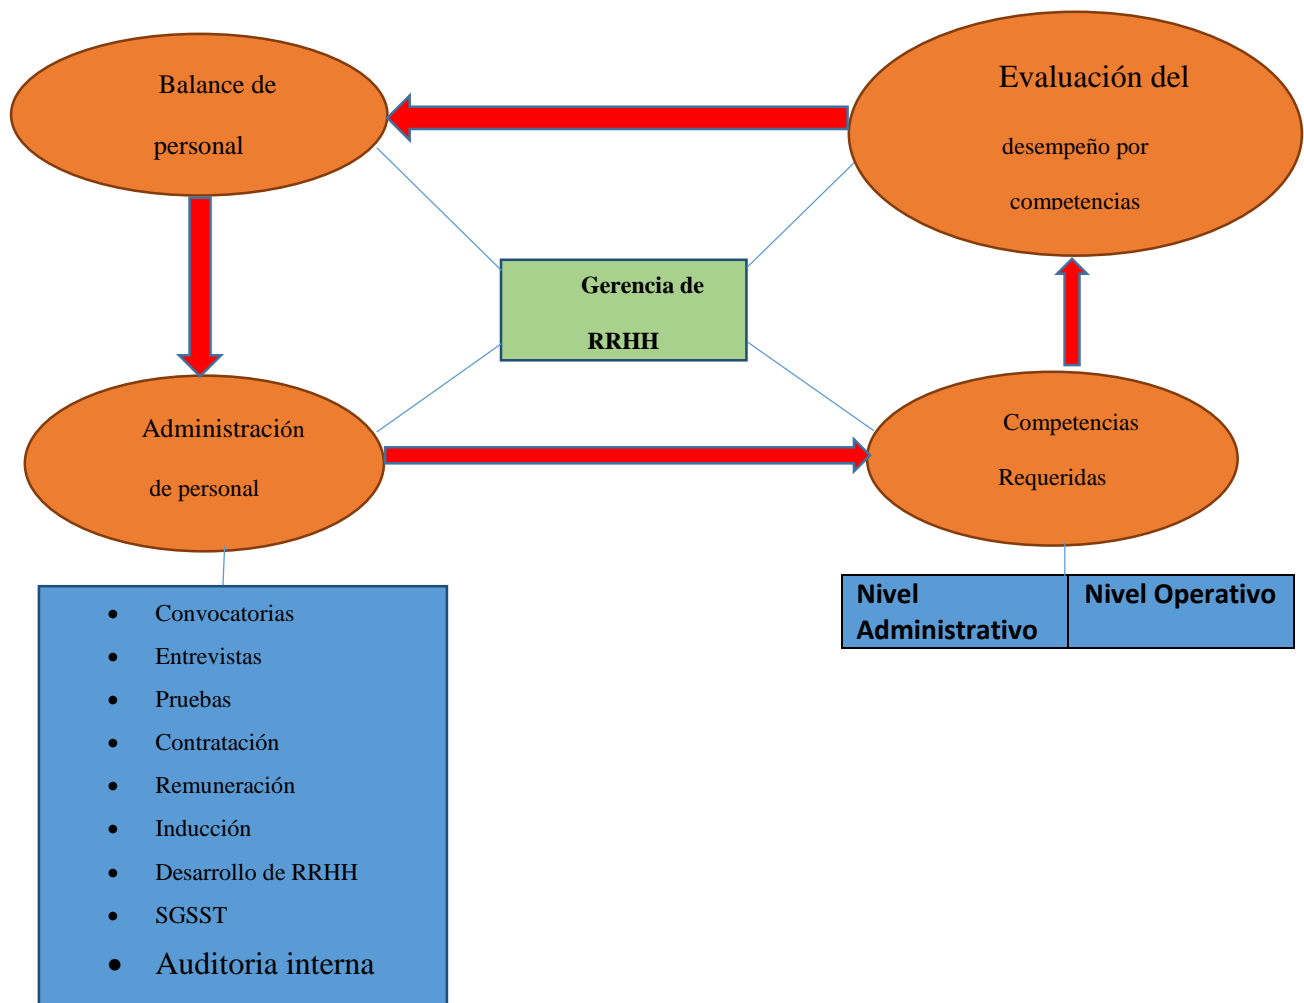 Balance de
personal
Evaluación del
desempeño por
competencias
Gerencia de
RRHH
Administración
de personal
Competencias
Requeridas
• Convocatorias
• Entrevistas
• Pruebas
• Contratación
• Remuneración
• Inducción
• Desarrollo de RRHH
• SGSST
• Auditoria interna
Nivel
Administrativo
Nivel Operativo